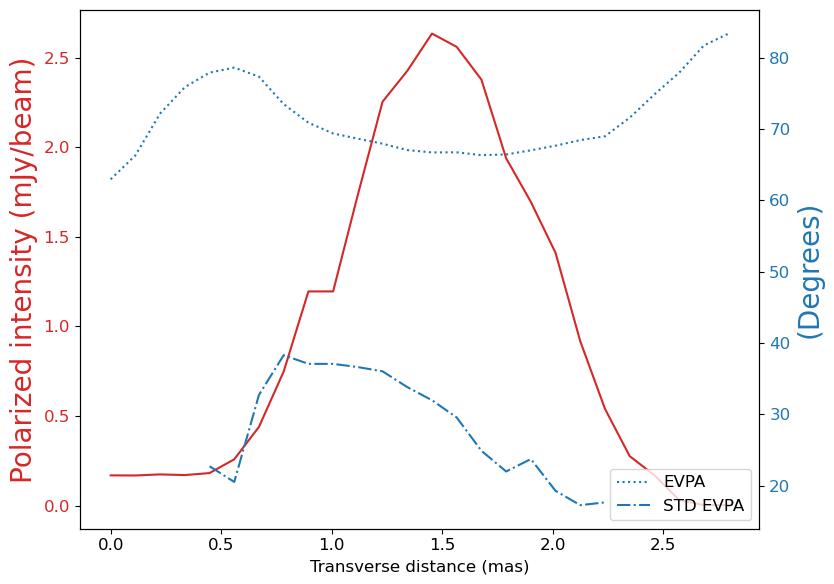 Polarized intensity (mJy/beam)
2.5
2.0
1.5
1.0
0.5
0.0
80
70
60
50
40
30
20
(Degrees)
EVPA
STD EVPA
0.0 0.5 1.0 1.5 2.0 2.5
Transverse distance (mas)